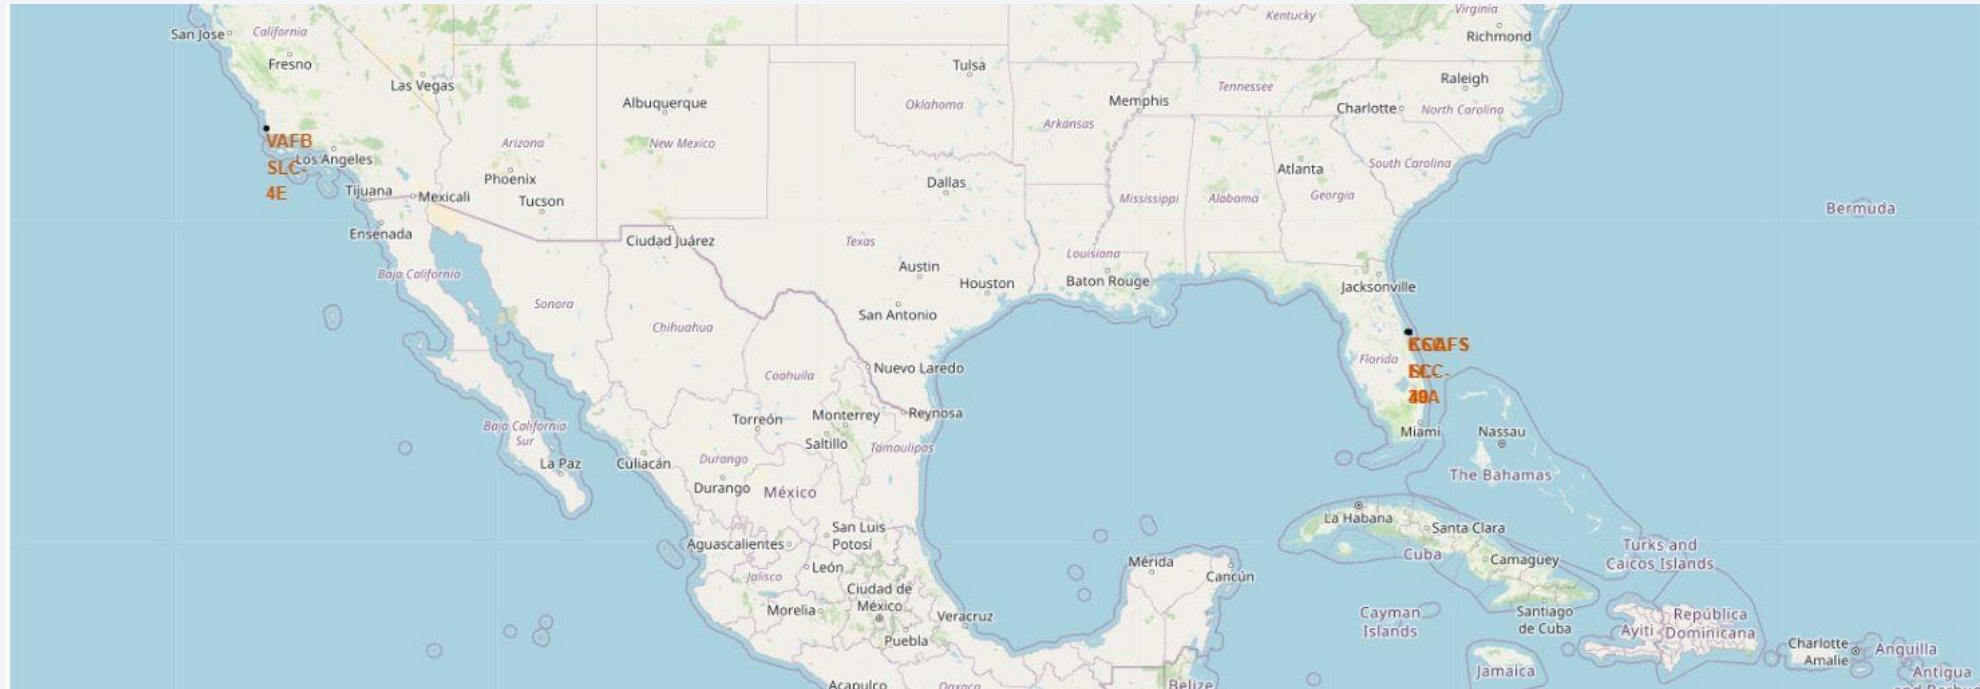 San Jose
California
Fresno
Las Vegas
VAFB
SLC-
4E
Los Angeles
Tijuana
Mexicali
Ensenada
Baja California
Arizona
Phoenix
Tucson
Albuquerque
New Mexico
Ciudad Juárez
Sonora
Chihuahua
Tulsa
Oklahoma
Dallas
Texas
Austin
Houston
San Antonio
Kentucky
Virginia
Richmond
Raleigh
Tennessee
Memphis
Charlotte
North Carolina
Arkansas
Atlanta
South Carolina
Mississippi
Alabama
Georgia
Louisiana
Baton Rouge
Jacksonville
Florida
Miami
Bermuda
Nuevo Laredo
Coahuila
Reynosa
Torreón
Monterrey
Saltillo
Tamaulipas
Baja California
Sur
La Paz
Culiacán
Durango
Durango
México
San Luis
Potosí
Aguascalientes
León
Jalisco
Ciudad de
México
Morelia
Veracruz
Puebla
Acapulco
Oaxaca
Nassau
The Bahamas
La Habana
Santa Clara
Cuba
Camagüey
Turks and
Caicos Islands
Mérida
Cancún
Cayman
Islands
Santiago
de Cuba
Ayiti
República
Dominicana
Jamaica
Belize
Charlotte
Amalie
Anguilla
Antigua